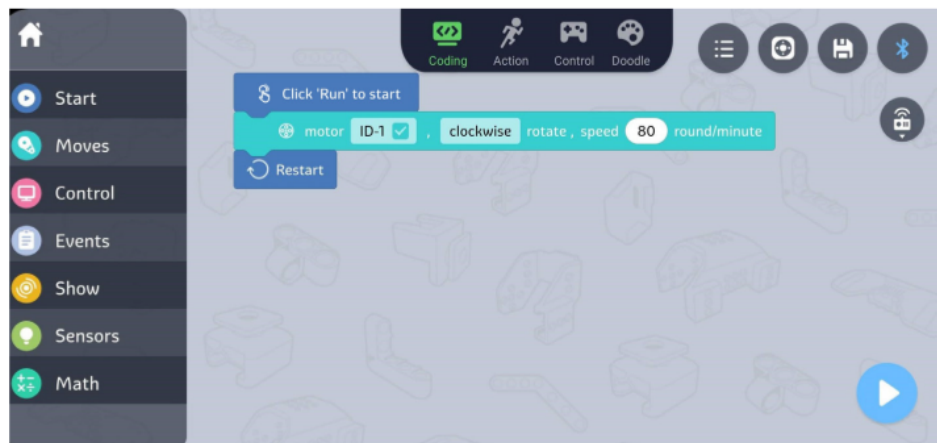 Coding Action Control Doodle
Start
Moves
Control
Events
Show
Sensors
Math
Click 'Run' to start
motor ID-1 , clockwise rotate , speed 80 round/minute
Restart